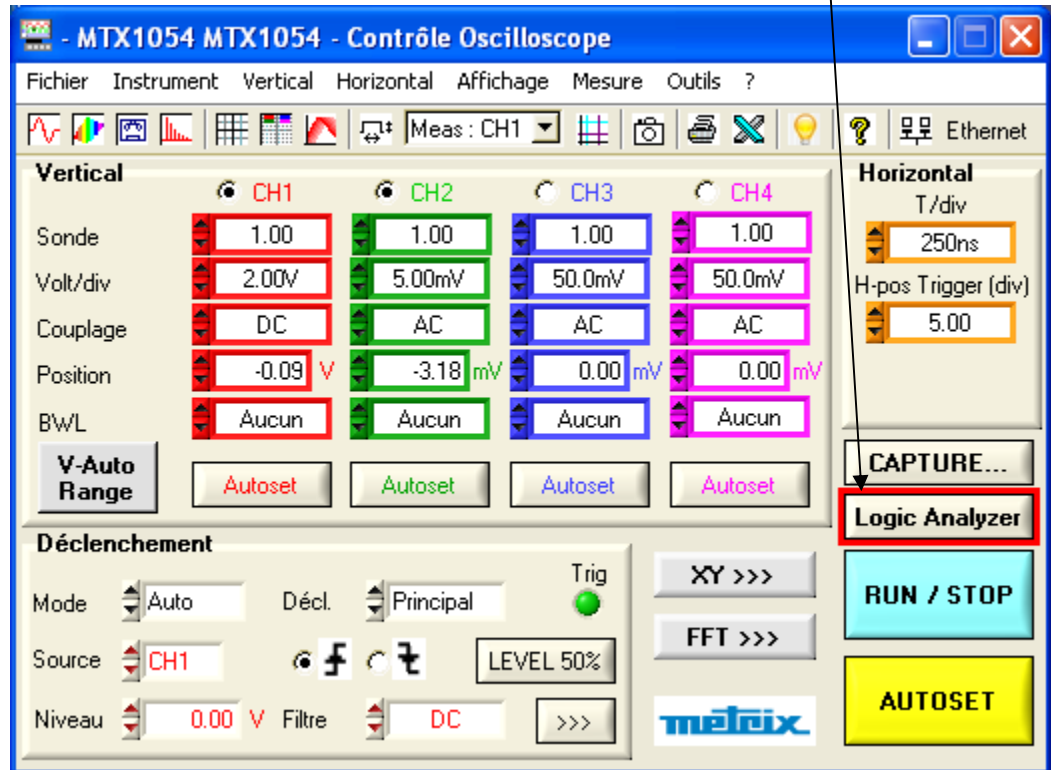 - MTX1054 MTX1054 - Contrôle Oscilloscope
Fichier Instrument Vertical Horizontal Affichage Mesure Outils ?
Meas : CH1 Ethernet
Vertical
CH1 CH2 CH3 CH4
Sonde 1.00 1.00 1.00 1.00
Volt/div 2.00V 5.00mV 50.0mV 50.0mV
Couplage DC AC AC AC
Position -0.09 V -3.18 mV 0.00 mV 0.00 mV
BWL Aucun Aucun Aucun Aucun
V-Auto
Range
Autoset Autoset Autoset Autoset
Horizontal
T/div
250ns
H-pos Trigger (div)
5.00
CAPTURE...
Logic Analyzer
RUN / STOP
AUTOSET
Déclenchement
Trig
Mode Auto Décl. Principal
Source CH1 LEVEL 50%
Niveau 0.00 V Filtre DC >>>
XY >>>
FFT >>>
metrix